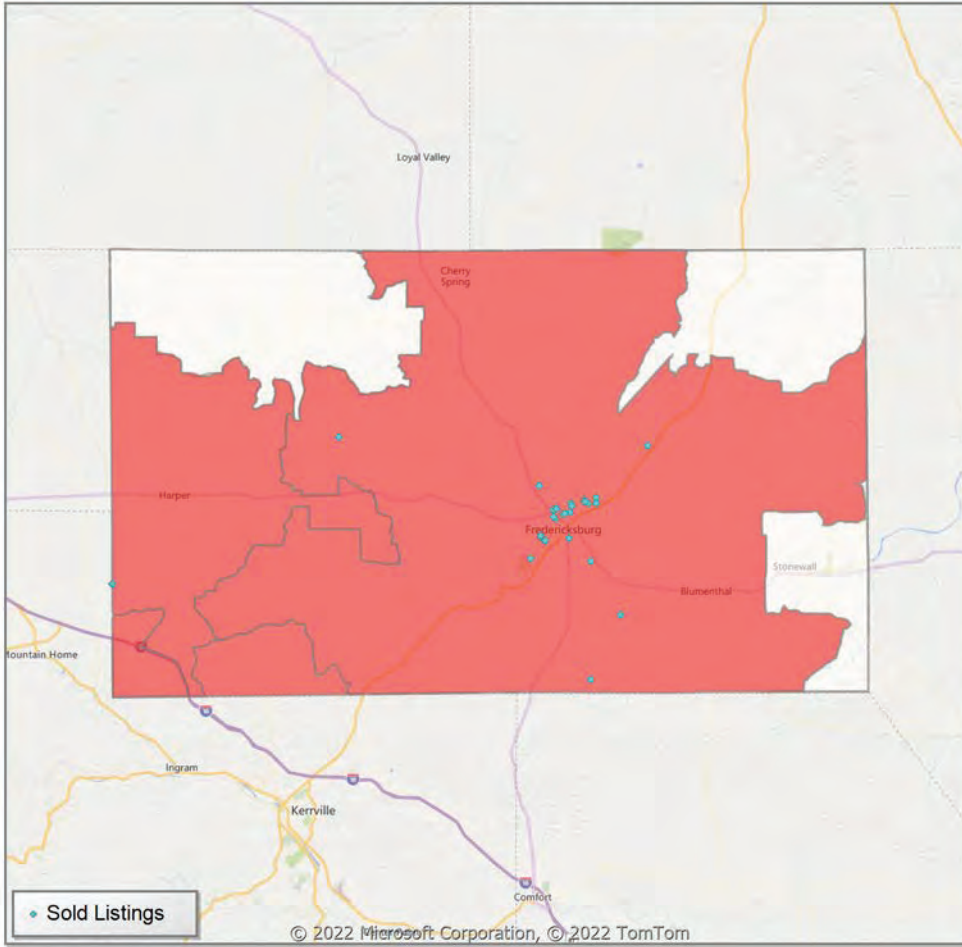 Loyal Valley
Cherry
Spring
Harper
Fredericksburg
Stonewall
Blumenthal
Mountain Home
Ingram
Kerrville
Comfort
Sold Listings
© 2022 Microsoft Corporation, © 2022 TomTom